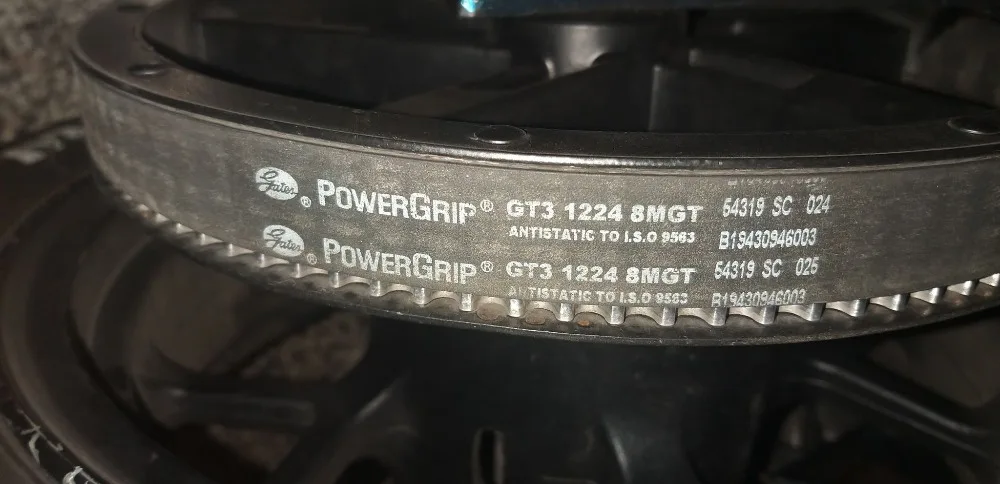 Gates ® POWERGRIP® GT3 1224 8MGT 54319 SC 024
ANTISTATIC TO I.S.O 9563 B19430946003
Gates ® POWERGRIP® GT3 1224 8MGT 54319 SC 025
ANTISTATIC TO I.S.O 9563 B19430946003